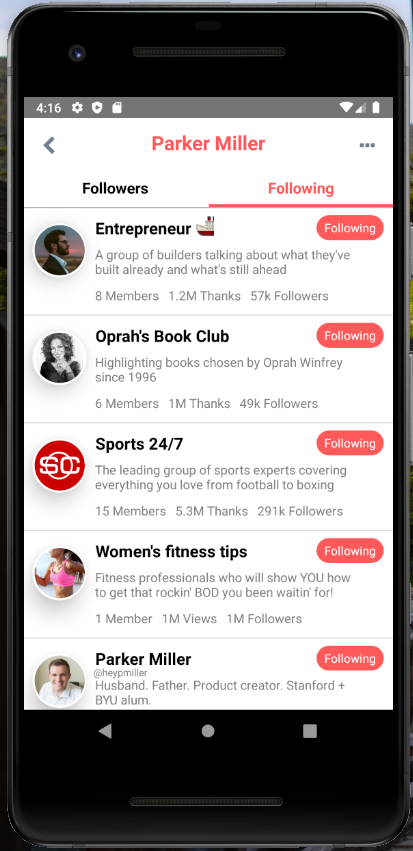 4:16
Parker Miller
Followers
Following
Entrepreneur
Following
A group of builders talking about what they've
built already and what's still ahead
8 Members 1.2M Thanks 57k Followers
Oprah's Book Club
Following
Highlighting books chosen by Oprah Winfrey
since 1996
6 Members 1M Thanks 49k Followers
SC
Sports 24/7
Following
The leading group of sports experts covering
everything you love from football to boxing
15 Members 5.3M Thanks 291k Followers
Women's fitness tips
Following
Fitness professionals who will show YOU how
to get that rockin' BOD you been waitin' for!
1 Member 1M Views 1M Followers
Parker Miller
Following
@heypmiller
Husband. Father. Product creator. Stanford +
BYU alum.